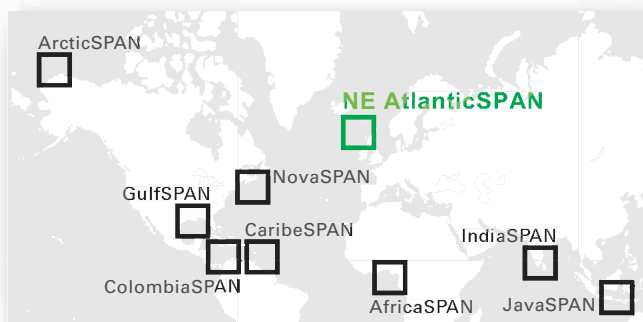 ArcticSPAN
NE AtlanticSPAN
NovaSPAN
GulfSPAN
CaribeSPAN
IndiaSPAN
ColombiaSPAN
AfricaSPAN
JavaSPAN